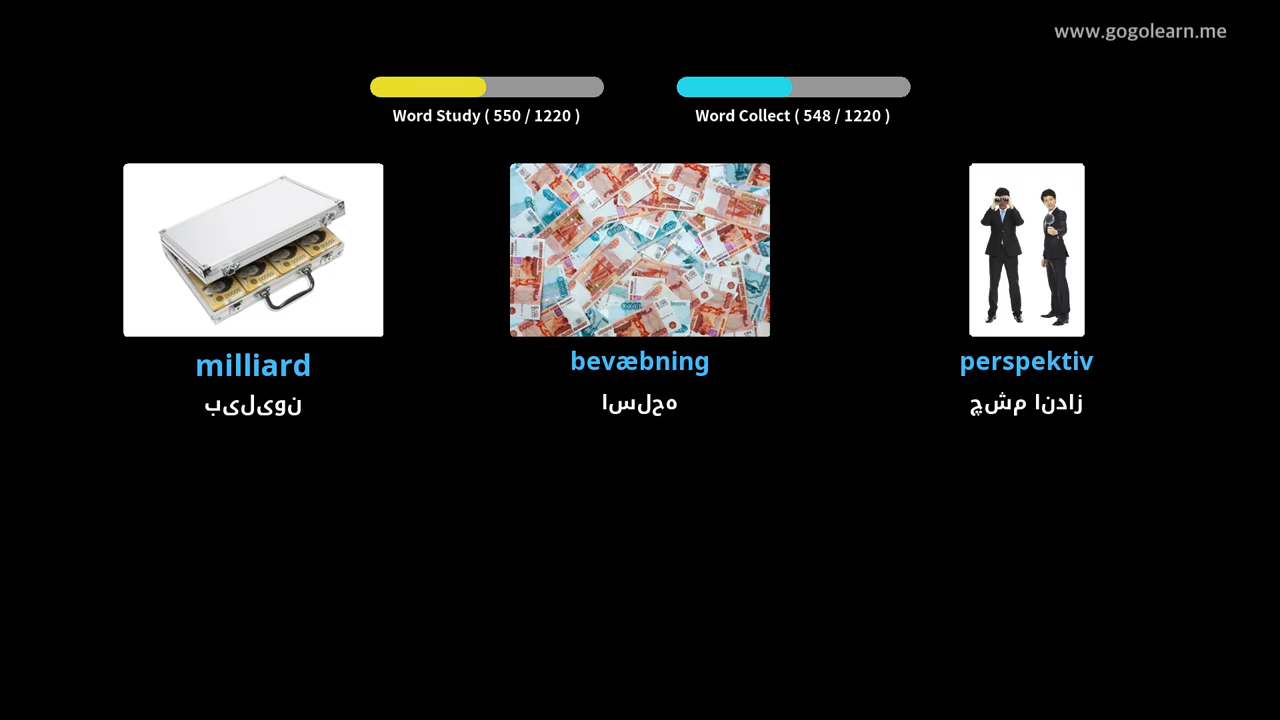 www.gogolearn.me
Word Study ( 550 / 1220 )
Word Collect ( 548 / 1220 )
milliard
bevæbning
perspektiv
بیلیون
اسلحه
چشم انداز